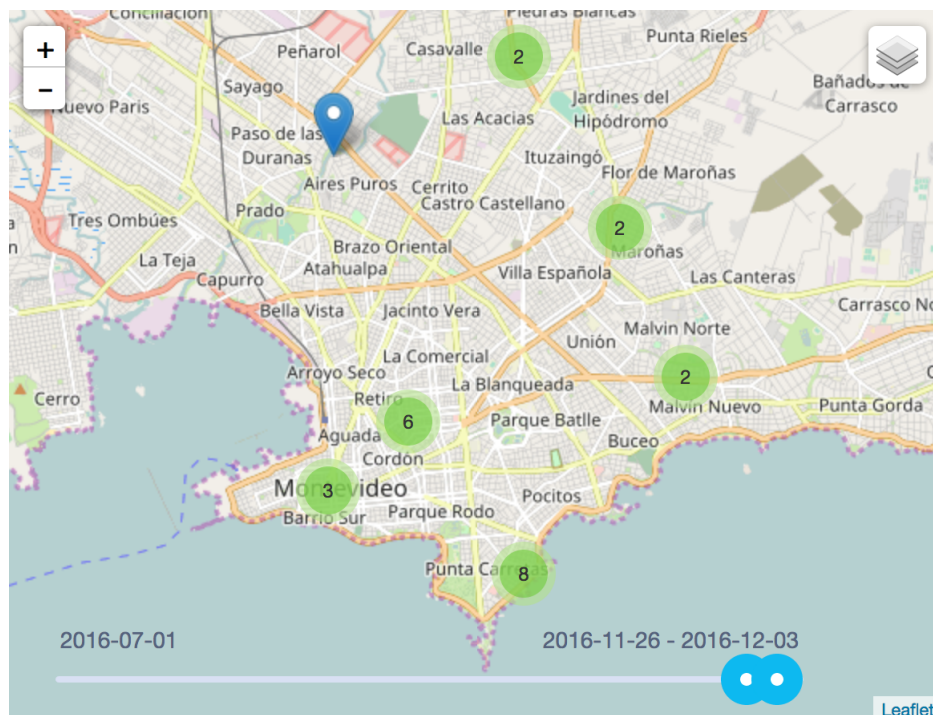 Conciliación
Piedras Blancas
+
Peñarol
Casavalle
2
Punta Rieles
−
Sayago
Nuevo Paris
Jardines del
Hipódromo
Bañados de
Carrasco
Las Acacias
Paso de las
Duranas
Ituzaingó
Flor de Maroñas
Aires Puros
Cerrito
Castro Castellano
Prado
Tres Ombúes
2
Brazo Oriental
Maroñas
La Teja
Atahualpa
Villa Española
Las Canteras
Capurro
Bella Vista
Jacinto Vera
Carrasco No
Malvin Norte
Unión
La Comercial
Arroyo Seco
La Blanqueada
2
Cerro
Retiro
Malvin Nuevo
Punta Gorda
6
Parque Batlle
Aguada
Buceo
Cordón
Montevideo
3
Pocitos
Barrio Sur
Parque Rodo
Punta Carretas
8
2016-07-01
2016-11-26 - 2016-12-03
Leaflet